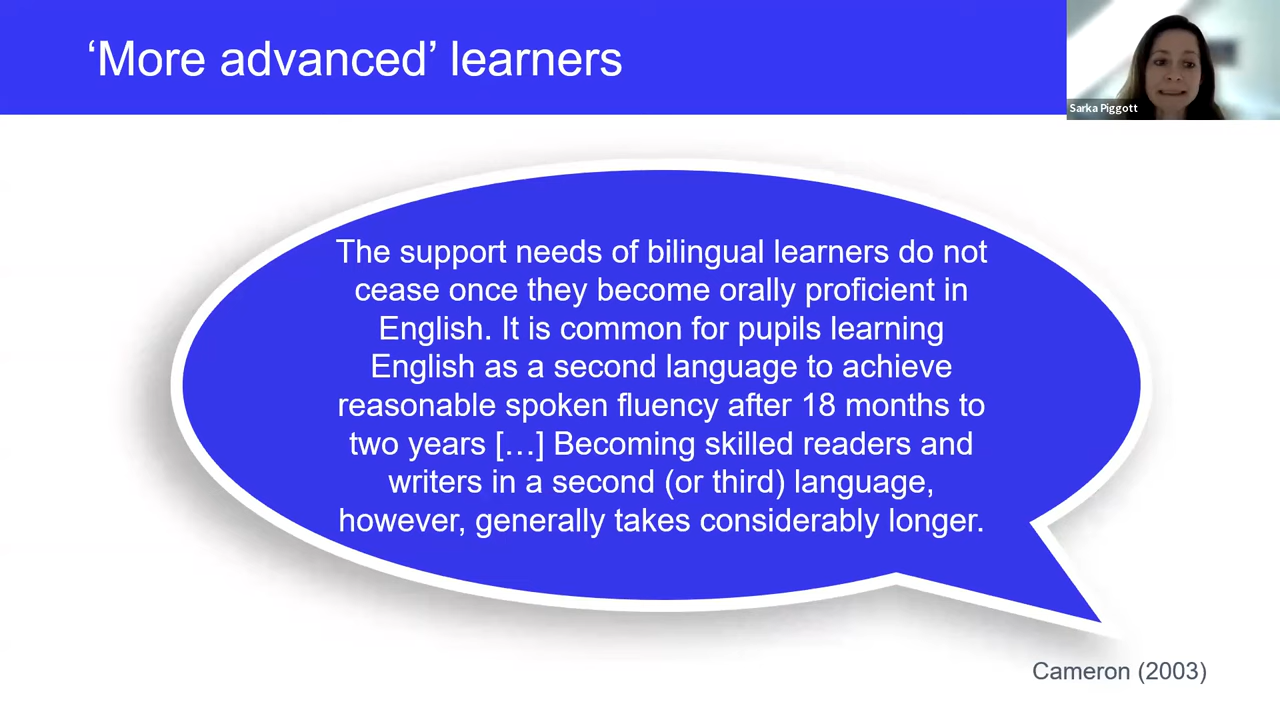 ‘More advanced’ learners
Sarka Piggott
The support needs of bilingual learners do not
cease once they become orally proficient in
English. It is common for pupils learning
English as a second language to achieve
reasonable spoken fluency after 18 months to
two years […] Becoming skilled readers and
writers in a second (or third) language,
however, generally takes considerably longer.
Cameron (2003)